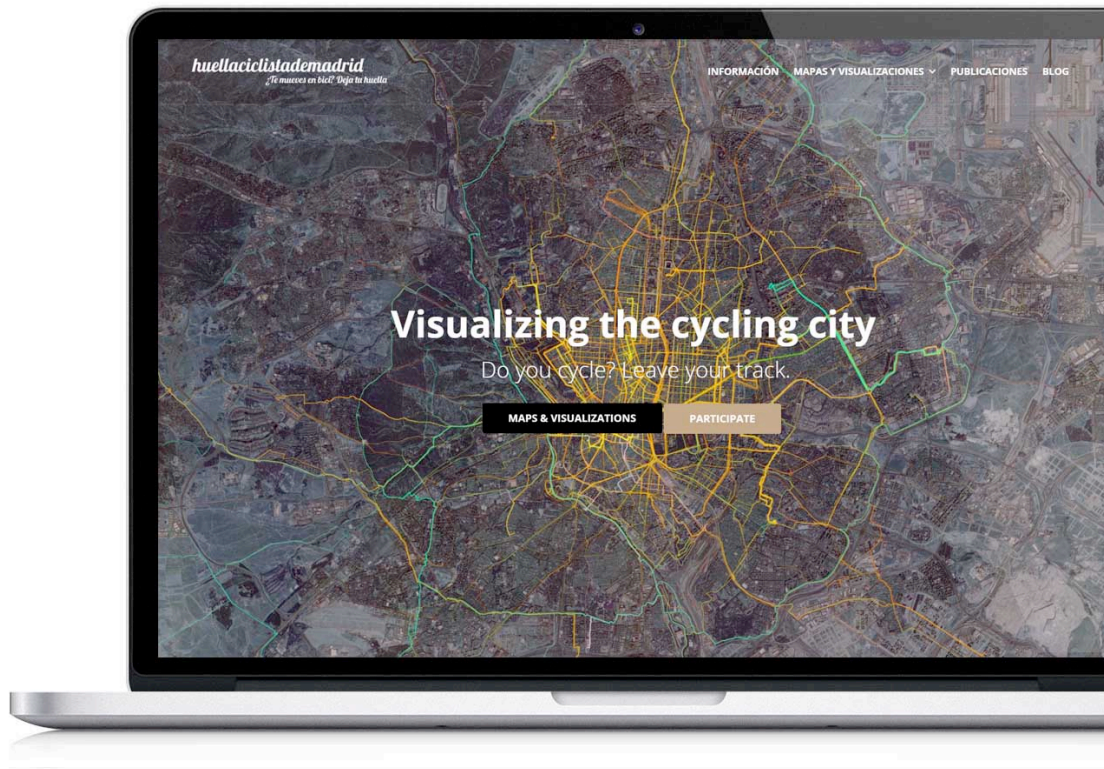 huellaciclistademadrid
¿Te mueves en bici? Deja tu huella
INFORMACIÓN MAPAS Y VISUALIZACIONES PUBLICACIONES BLOG
Visualizing the cycling city
Do you cycle? Leave your track.
MAPS & VISUALIZATIONS PARTICIPATE